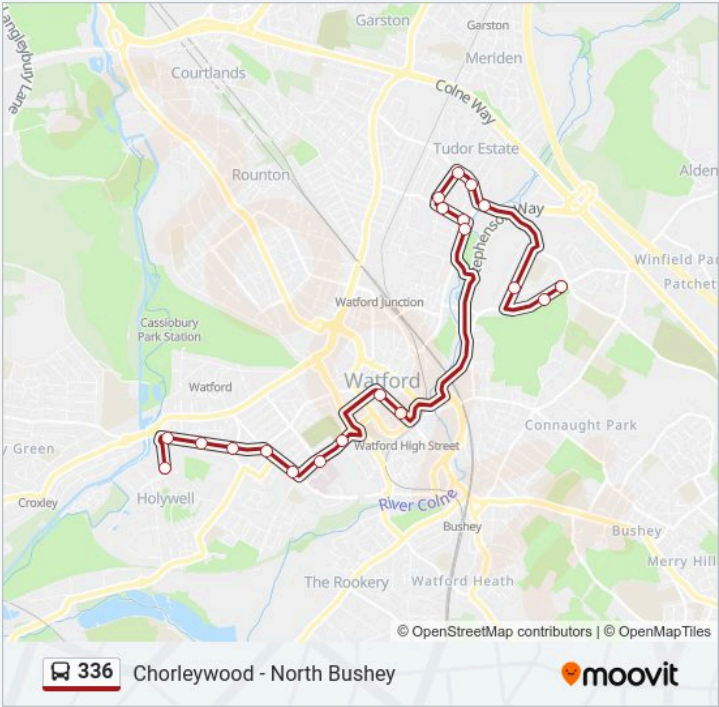 Langleybury Lane
Garston
Garston
Courtlands
Meriden
Colne Way
Tudor Estate
Rounton
Alden
Way
Winfield Par
Patchet
Watford Junction
Cassiobury
Park Station
Watford
Watford
Connaught Park
y Green
Watford High Street
Croxley
Holywell
River Colne
Bushey
Bushey
Merry Hill
The Rookery
Watford Heath
© OpenStreetMap contributors | © OpenMapTiles
336
Chorleywood - North Bushey
moovit